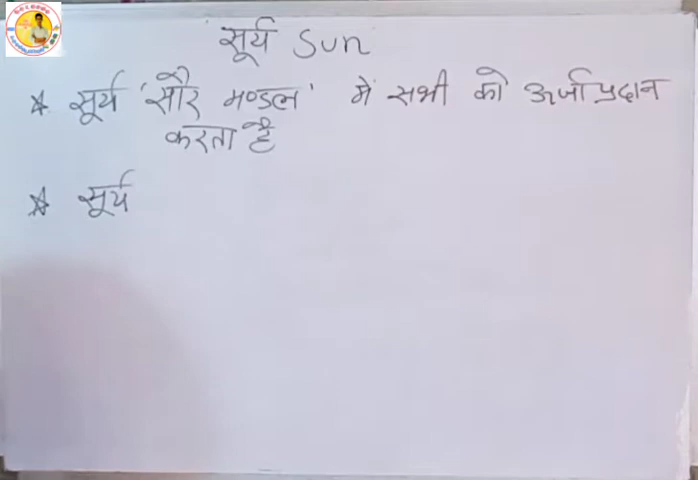 सूर्य Sun
* सूर्य 'सौर मण्डल' में सभी को ऊर्जा प्रदान
करता है
* सूर्य